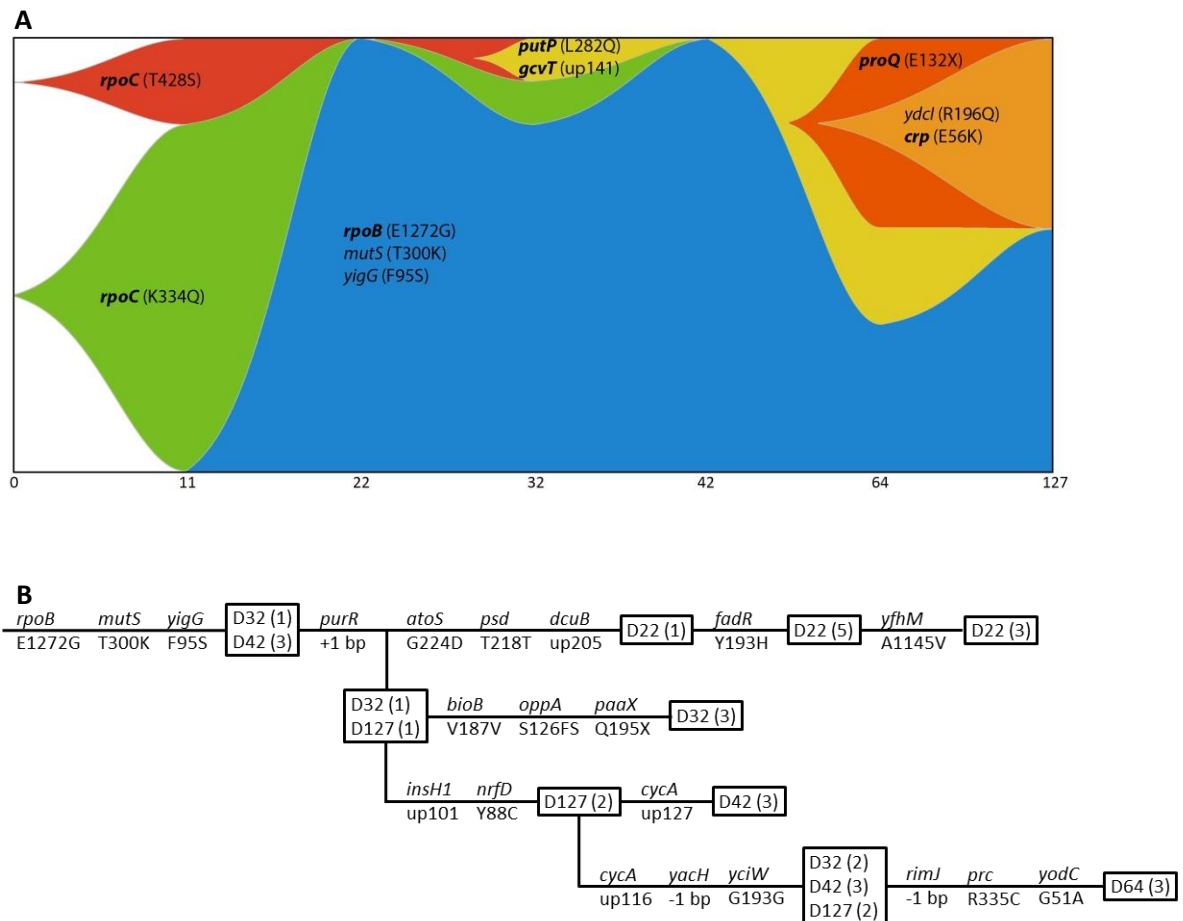 A
putP (L282Q)
gcvT (up141)
rpoC (T428S)
proQ (E132X)
ydcI (R196Q)
crp (E56K)
rpoB (E1272G)
mutS (T300K)
yigG (F95S)
rpoC (K334Q)
0 11 22 32 42 64 127
B
rpoB mutS yigG D32 (1) purR atoS psd dcuB D22 (1) fadR D22 (5) yfhM D22 (3)
E1272G T300K F95S D42 (3) +1 bp G224D T218T up205 Y193H A1145V
D32 (1) bioB oppA paaX D32 (3)
D127 (1) V187V S126FS Q195X
insH1 nrfD D127 (2) cycA D42 (3)
up101 Y88C up127
D32 (2)
cycA yacH yciW D42 (3) rimJ prc yodC D64 (3)
up116 -1 bp G193G D127 (2) -1 bp R335C G51A